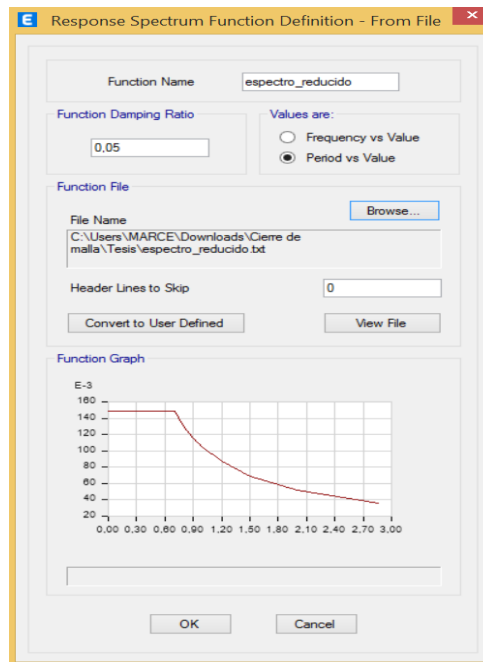 E Response Spectrum Function Definition - From File
Function Name espectro_reducido
Function Damping Ratio
0,05
Values are:
Frequency vs Value
Period vs Value
Function File
Browse...
File Name
C:\Users\MARCE\Downloads\Cierre de
malla\Tesis\espectro_reducido.txt
Header Lines to Skip 0
Convert to User Defined View File
Function Graph
E-3
160
140
120
100
80
60
40
20
0,00 0,30 0,60 0,90 1,20 1,50 1,80 2,10 2,40 2,70 3,00
OK Cancel